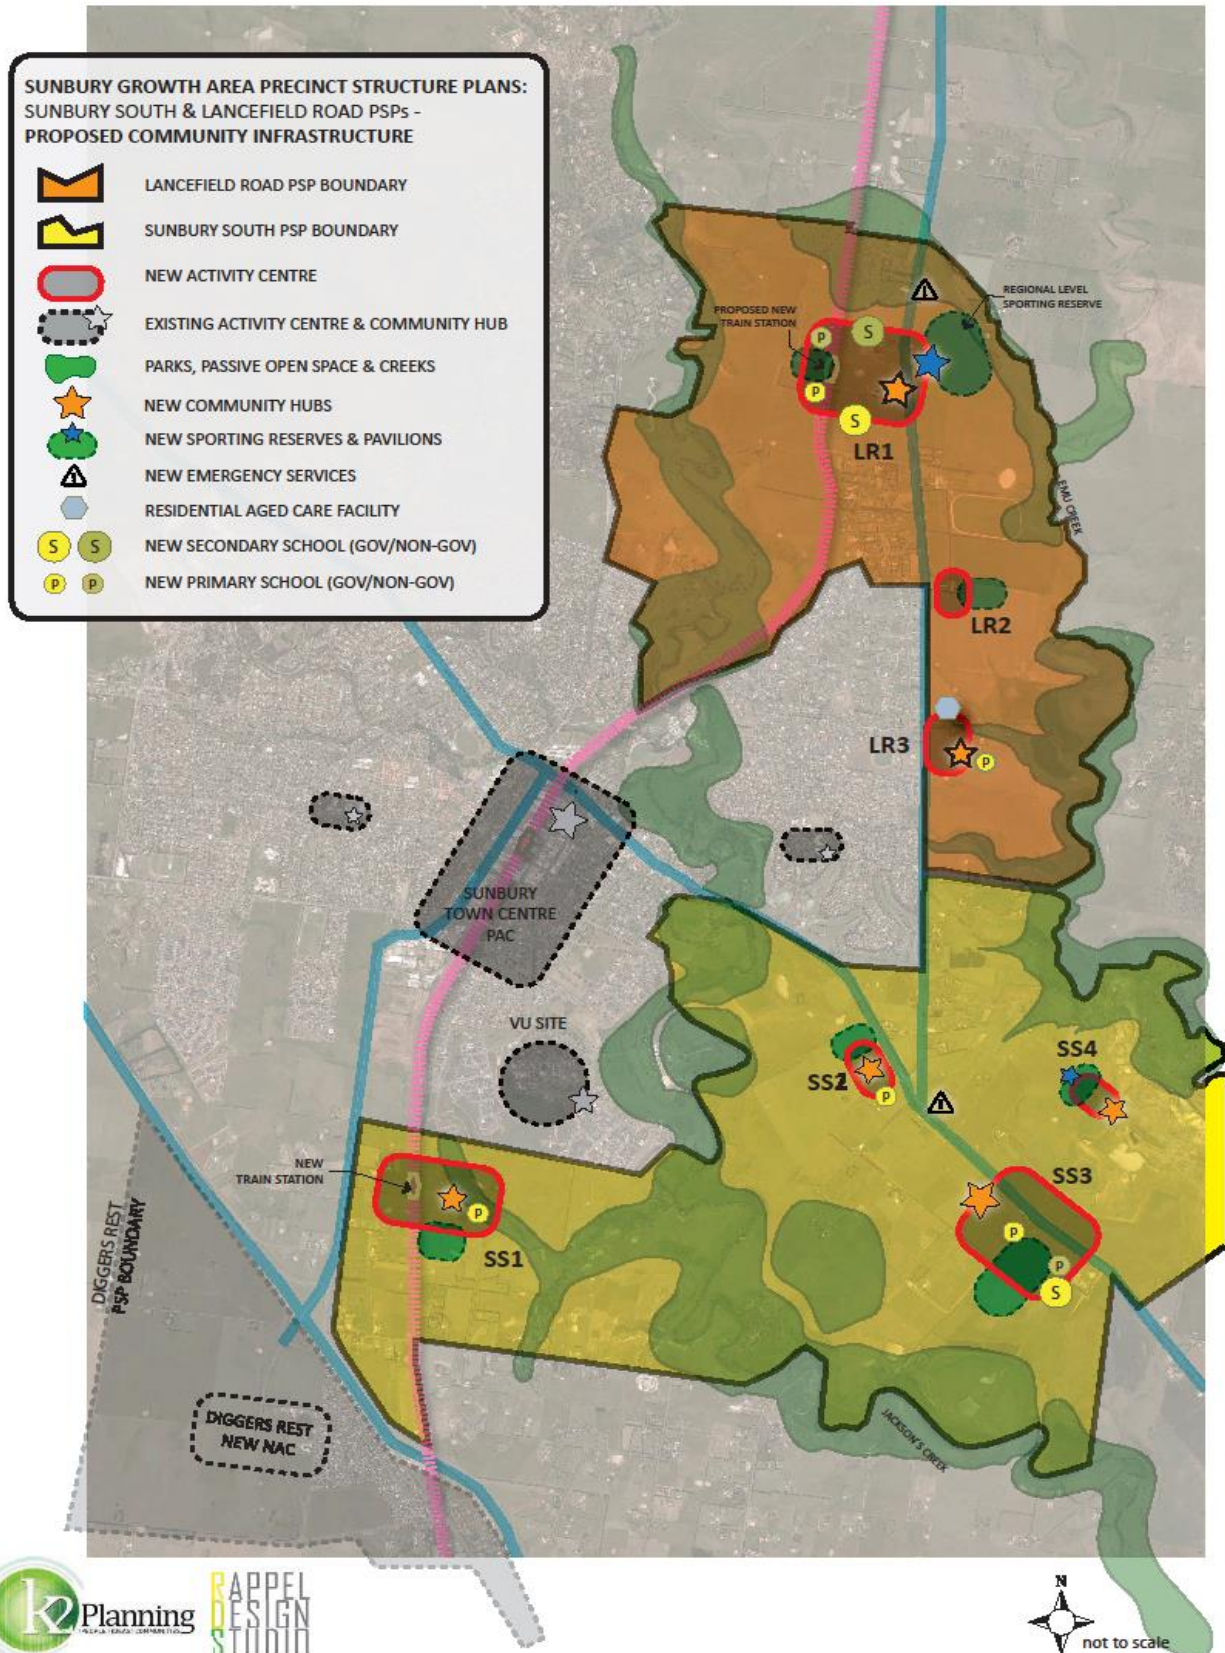 SUNBURY GROWTH AREA PRECINCT STRUCTURE PLANS:
SUNBURY SOUTH & LANCEFIELD ROAD PSPs -
PROPOSED COMMUNITY INFRASTRUCTURE
LANCEFIELD ROAD PSP BOUNDARY
SUNBURY SOUTH PSP BOUNDARY
NEW ACTIVITY CENTRE
EXISTING ACTIVITY CENTRE & COMMUNITY HUB
PARKS, PASSIVE OPEN SPACE & CREEKS
NEW COMMUNITY HUBS
NEW SPORTING RESERVES & PAVILIONS
NEW EMERGENCY SERVICES
RESIDENTIAL AGED CARE FACILITY
S S NEW SECONDARY SCHOOL (GOV/NON-GOV)
P P NEW PRIMARY SCHOOL (GOV/NON-GOV)
REGIONAL LEVEL
SPORTING RESERVE
PROPOSED NEW
TRAIN STATION
P
S
P
S
LR1
EMU CREEK
LR2
LR3
P
SUNBURY
TOWN CENTRE
PAC
VU SITE
SS4
P
NEW
TRAIN STATION
P
SS1
SS3
P
P
S
DIGGERS REST
PSP BOUNDARY
DIGGERS REST
NEW NAC
JACKSON'S CREEK
k2 Planning
RAPPEL
DESIGN
STUDIO
N
not to scale